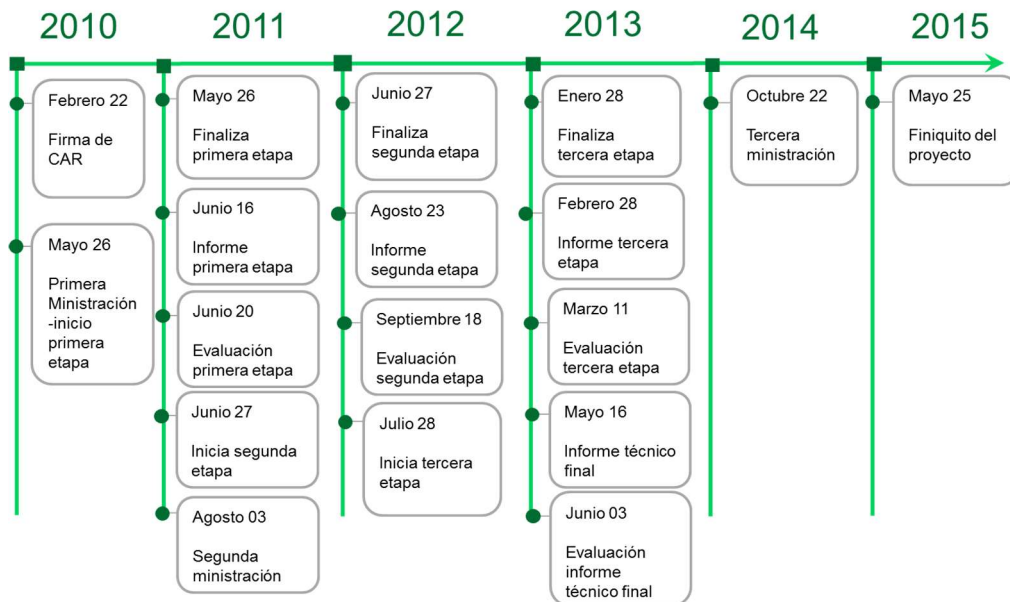 2010
2011
2012
2013
2014
2015
Febrero 22
Firma de
CAR
Mayo 26
Primera
Ministración
-inicio
primera
etapa
Mayo 26
Finaliza
primera etapa
Junio 16
Informe
primera etapa
Junio 20
Evaluación
primera etapa
Junio 27
Inicia segunda
etapa
Agosto 03
Segunda
ministración
Junio 27
Finaliza
segunda etapa
Agosto 23
Informe
segunda etapa
Septiembre 18
Evaluación
segunda etapa
Julio 28
Inicia tercera
etapa
Enero 28
Finaliza
tercera etapa
Febrero 28
Informe tercera
etapa
Marzo 11
Evaluación
tercera etapa
Mayo 16
Informe técnico
final
Junio 03
Evaluación
informe
técnico final
Octubre 22
Tercera
ministración
Mayo 25
Finiquito del
proyecto